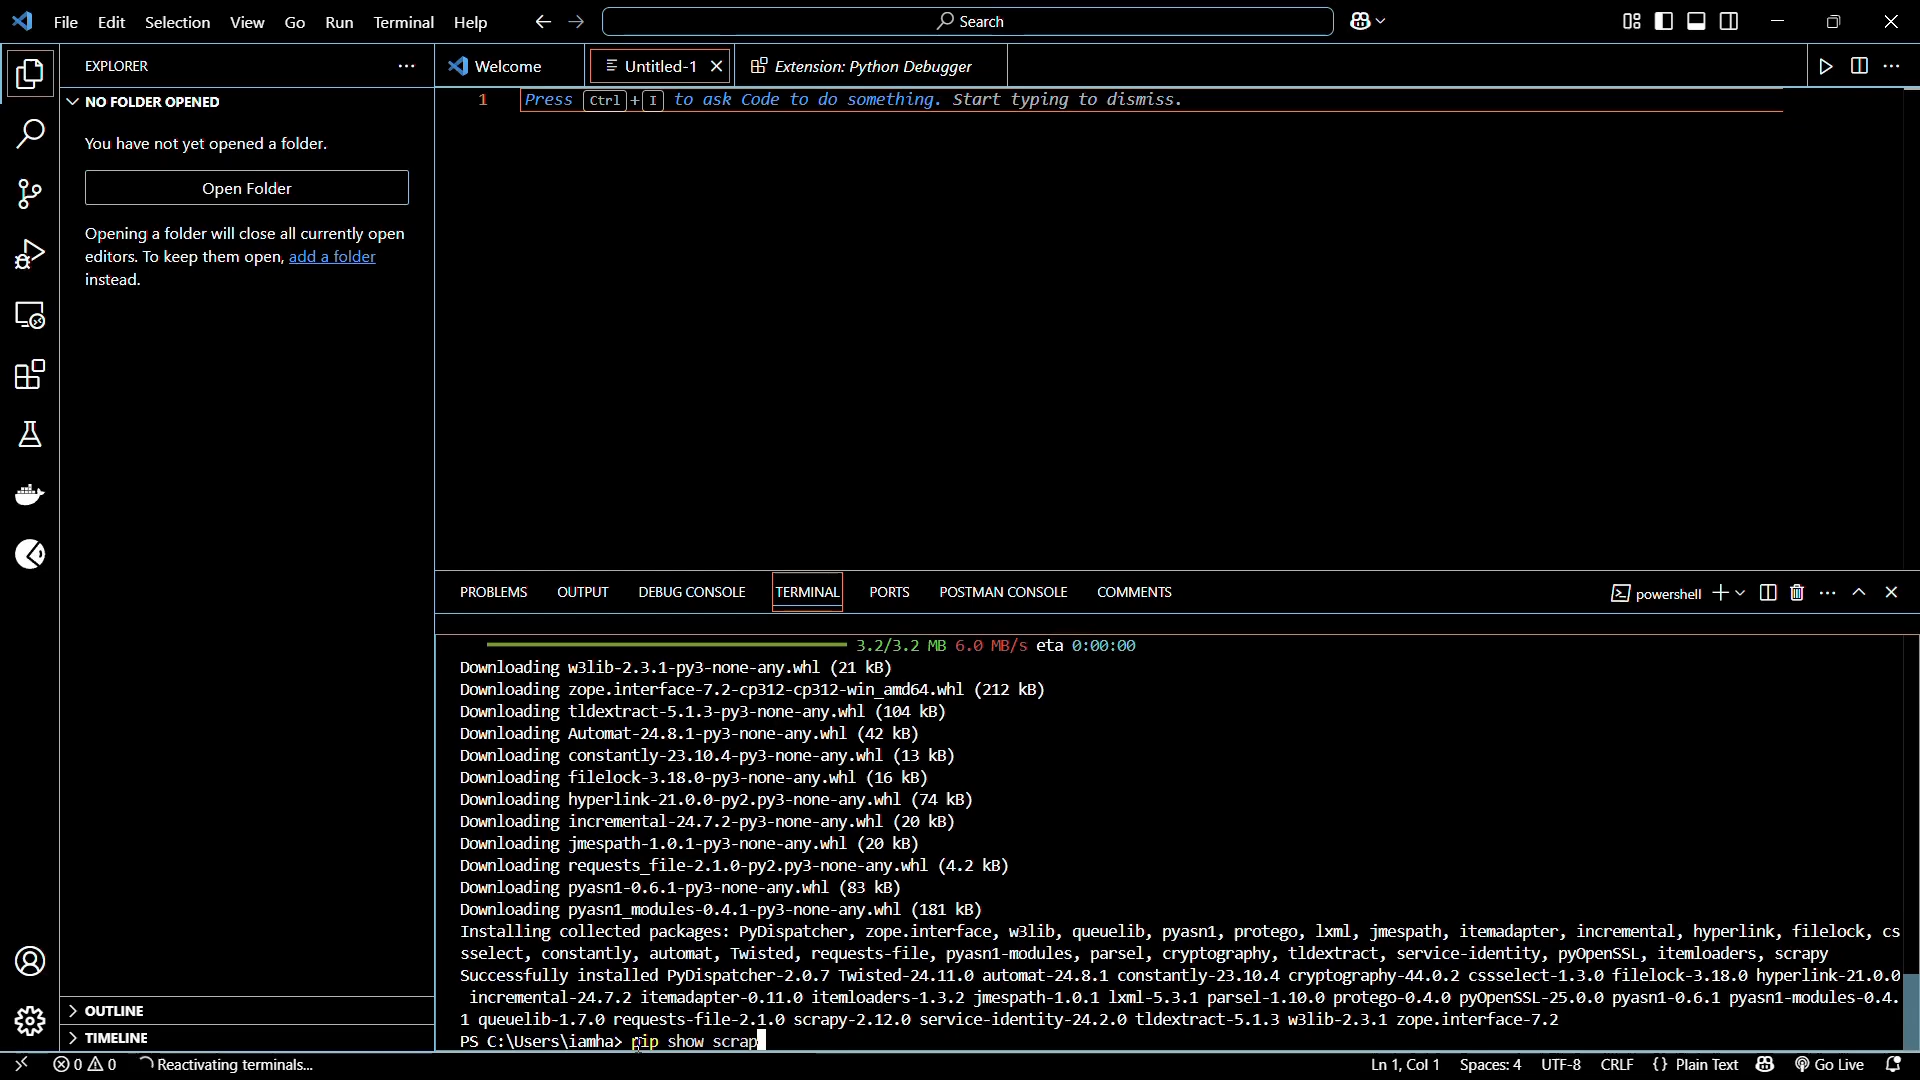 File Edit Selection View Go Run Terminal Help Search
EXPLORER
Welcome Untitled-1 Extension: Python Debugger
NO FOLDER OPENED
You have not yet opened a folder.
Open Folder
Opening a folder will close all currently open
editors. To keep them open, add a folder
instead.
OUTLINE
TIMELINE
1 Press Ctrl + I to ask Code to do something. Start typing to dismiss.
PROBLEMS OUTPUT DEBUG CONSOLE TERMINAL PORTS POSTMAN CONSOLE COMMENTS powershell
3.2/3.2 MB 6.0 MB/s eta 0:00:00
Downloading w3lib-2.3.1-py3-none-any.whl (21 kB)
Downloading zope.interface-7.2-cp312-cp312-win_amd64.whl (212 kB)
Downloading tldextract-5.1.3-py3-none-any.whl (104 kB)
Downloading Automat-24.8.1-py3-none-any.whl (42 kB)
Downloading constantly-23.10.4-py3-none-any.whl (13 kB)
Downloading filelock-3.18.0-py3-none-any.whl (16 kB)
Downloading hyperlink-21.0.0-py2.py3-none-any.whl (74 kB)
Downloading incremental-24.7.2-py3-none-any.whl (20 kB)
Downloading jmespath-1.0.1-py3-none-any.whl (20 kB)
Downloading requests_file-2.1.0-py2.py3-none-any.whl (4.2 kB)
Downloading pyasn1-0.6.1-py3-none-any.whl (83 kB)
Downloading pyasn1_modules-0.4.1-py3-none-any.whl (181 kB)
Installing collected packages: PyDispatcher, zope.interface, w3lib, queuelib, pyasn1, protego, lxml, jmespath, itemadapter, incremental, hyperlink, filelock, cs
sselect, constantly, automat, Twisted, requests-file, pyasn1-modules, parsel, cryptography, tldextract, service-identity, pyOpenSSL, itemloaders, scrapy
Successfully installed PyDispatcher-2.0.7 Twisted-24.11.0 automat-24.8.1 constantly-23.10.4 cryptography-44.0.2 cssselect-1.3.0 filelock-3.18.0 hyperlink-21.0.0
incremental-24.7.2 itemadapter-0.11.0 itemloaders-1.3.2 jmespath-1.0.1 lxml-5.3.1 parsel-1.10.0 protego-0.4.0 pyOpenSSL-25.0.0 pyasn1-0.6.1 pyasn1-modules-0.4.
1 queuelib-1.7.0 requests-file-2.1.0 scrapy-2.12.0 service-identity-24.2.0 tldextract-5.1.3 w3lib-2.3.1 zope.interface-7.2
PS C:\Users\iamha> pip show scrap
0 0 Reactivating terminals... Ln 1, Col 1 Spaces: 4 UTF-8 CRLF {} Plain Text Go Live